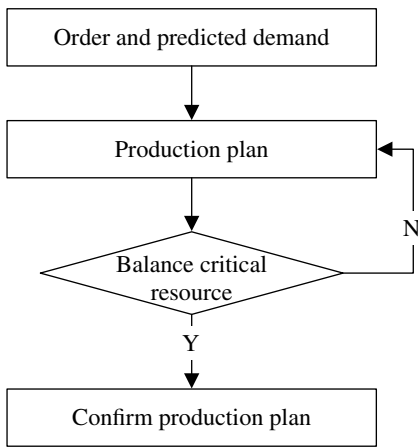 Order and predicted demand
Production plan
N
Balance critical
resource
Y
Confirm production plan